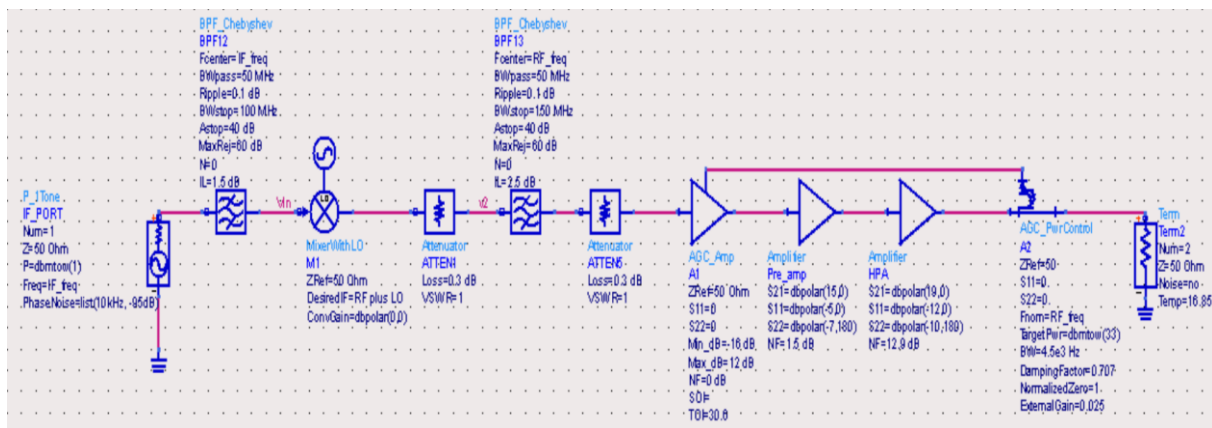 BPF_Chebyshev
BPF12
Fcenter=IF_freq
BWpass=50 MHz
Ripple=0.1 dB
BWstop=100 MHz
Astop=40 dB
MaxRej=60 dB
N=0
IL=1.5 dB
BPF_Chebyshev
BPF13
Fcenter=RF_freq
BWpass=50 MHz
Ripple=0.1 dB
BWstop=150 MHz
Astop=40 dB
MaxRej=60 dB
N=0
IL=2.5 dB
P_1Tone
IF_PORT
Num=1
Z=50 Ohm
P=dbmtow(1)
Freq=IF_freq
PhaseNoise=list(10kHz, -95dB)
Vin
LO
MixerWithLO
M1
ZRef=50 Ohm
DesiredIF=RF plus LO
ConvGain=dbpolar(0,0)
Attenuator
ATTEN1
Loss=0.3 dB
VSWR=1
v2
Attenuator
ATTEN5
Loss=0.3 dB
VSWR=1
AGC_Amp
A1
ZRef=50 Ohm
S11=0
S22=0
Min_dB=-16 dB
Max_dB=12 dB
NF=0 dB
SOI=
TOI=30.6
Amplifier
Pre_amp
S21=dbpolar(15,0)
S11=dbpolar(-5,0)
S22=dbpolar(-7,180)
NF=1.5 dB
Amplifier
HPA
S21=dbpolar(19,0)
S11=dbpolar(-12,0)
S22=dbpolar(-10,180)
NF=12.9 dB
AGC_PwrControl
A2
ZRef=50
S11=0.
S22=0.
Fnom=RF_freq
TargetPwr=dbmtow(33)
BW=4.5e3 Hz
DampingFactor=0.707
NormalizedZero=1
ExternalGain=0.025
Term
Term2
Num=2
Z=50 Ohm
Noise=no
Temp=16.85